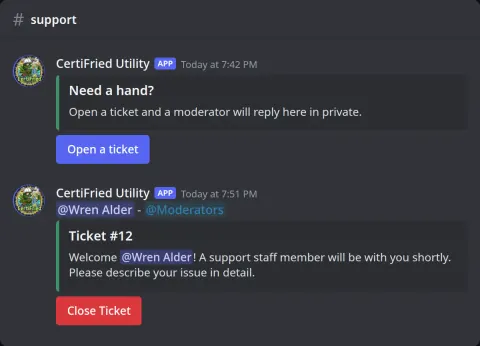 # support
CertiFried Utility APP Today at 7:42 PM
Need a hand?
Open a ticket and a moderator will reply here in private.
Open a ticket
CertiFried Utility APP Today at 7:51 PM
@Wren Alder - @Moderators
Ticket #12
Welcome @Wren Alder! A support staff member will be with you shortly.
Please describe your issue in detail.
Close Ticket